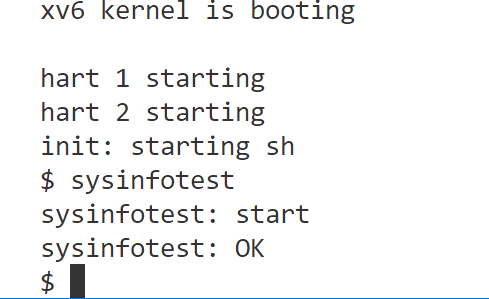 xv6 kernel is booting
hart 1 starting
hart 2 starting
init: starting sh
$ sysinfotest
sysinfotest: start
sysinfotest: OK
$